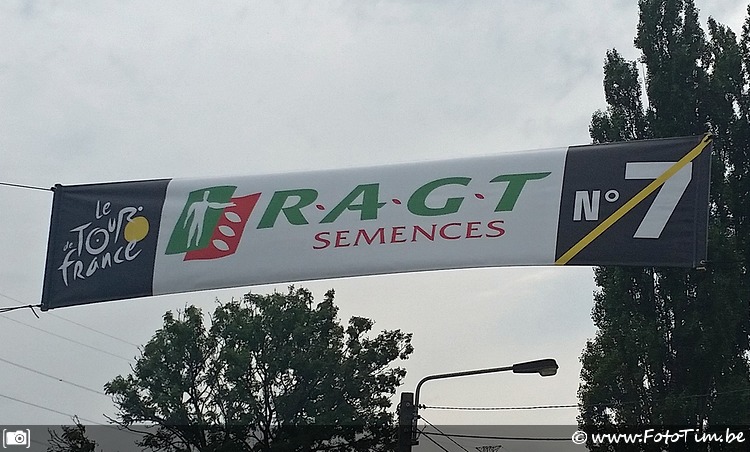 le
de TOUR
france
R·A·G·T
SEMENCES
N° 7
© www.FotoTim.be